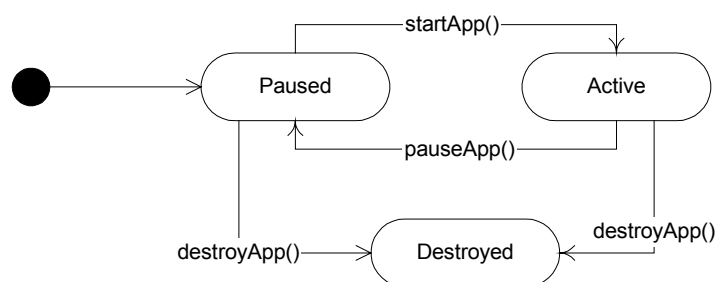 startApp()
Paused
Active
pauseApp()
destroyApp()
Destroyed
destroyApp()